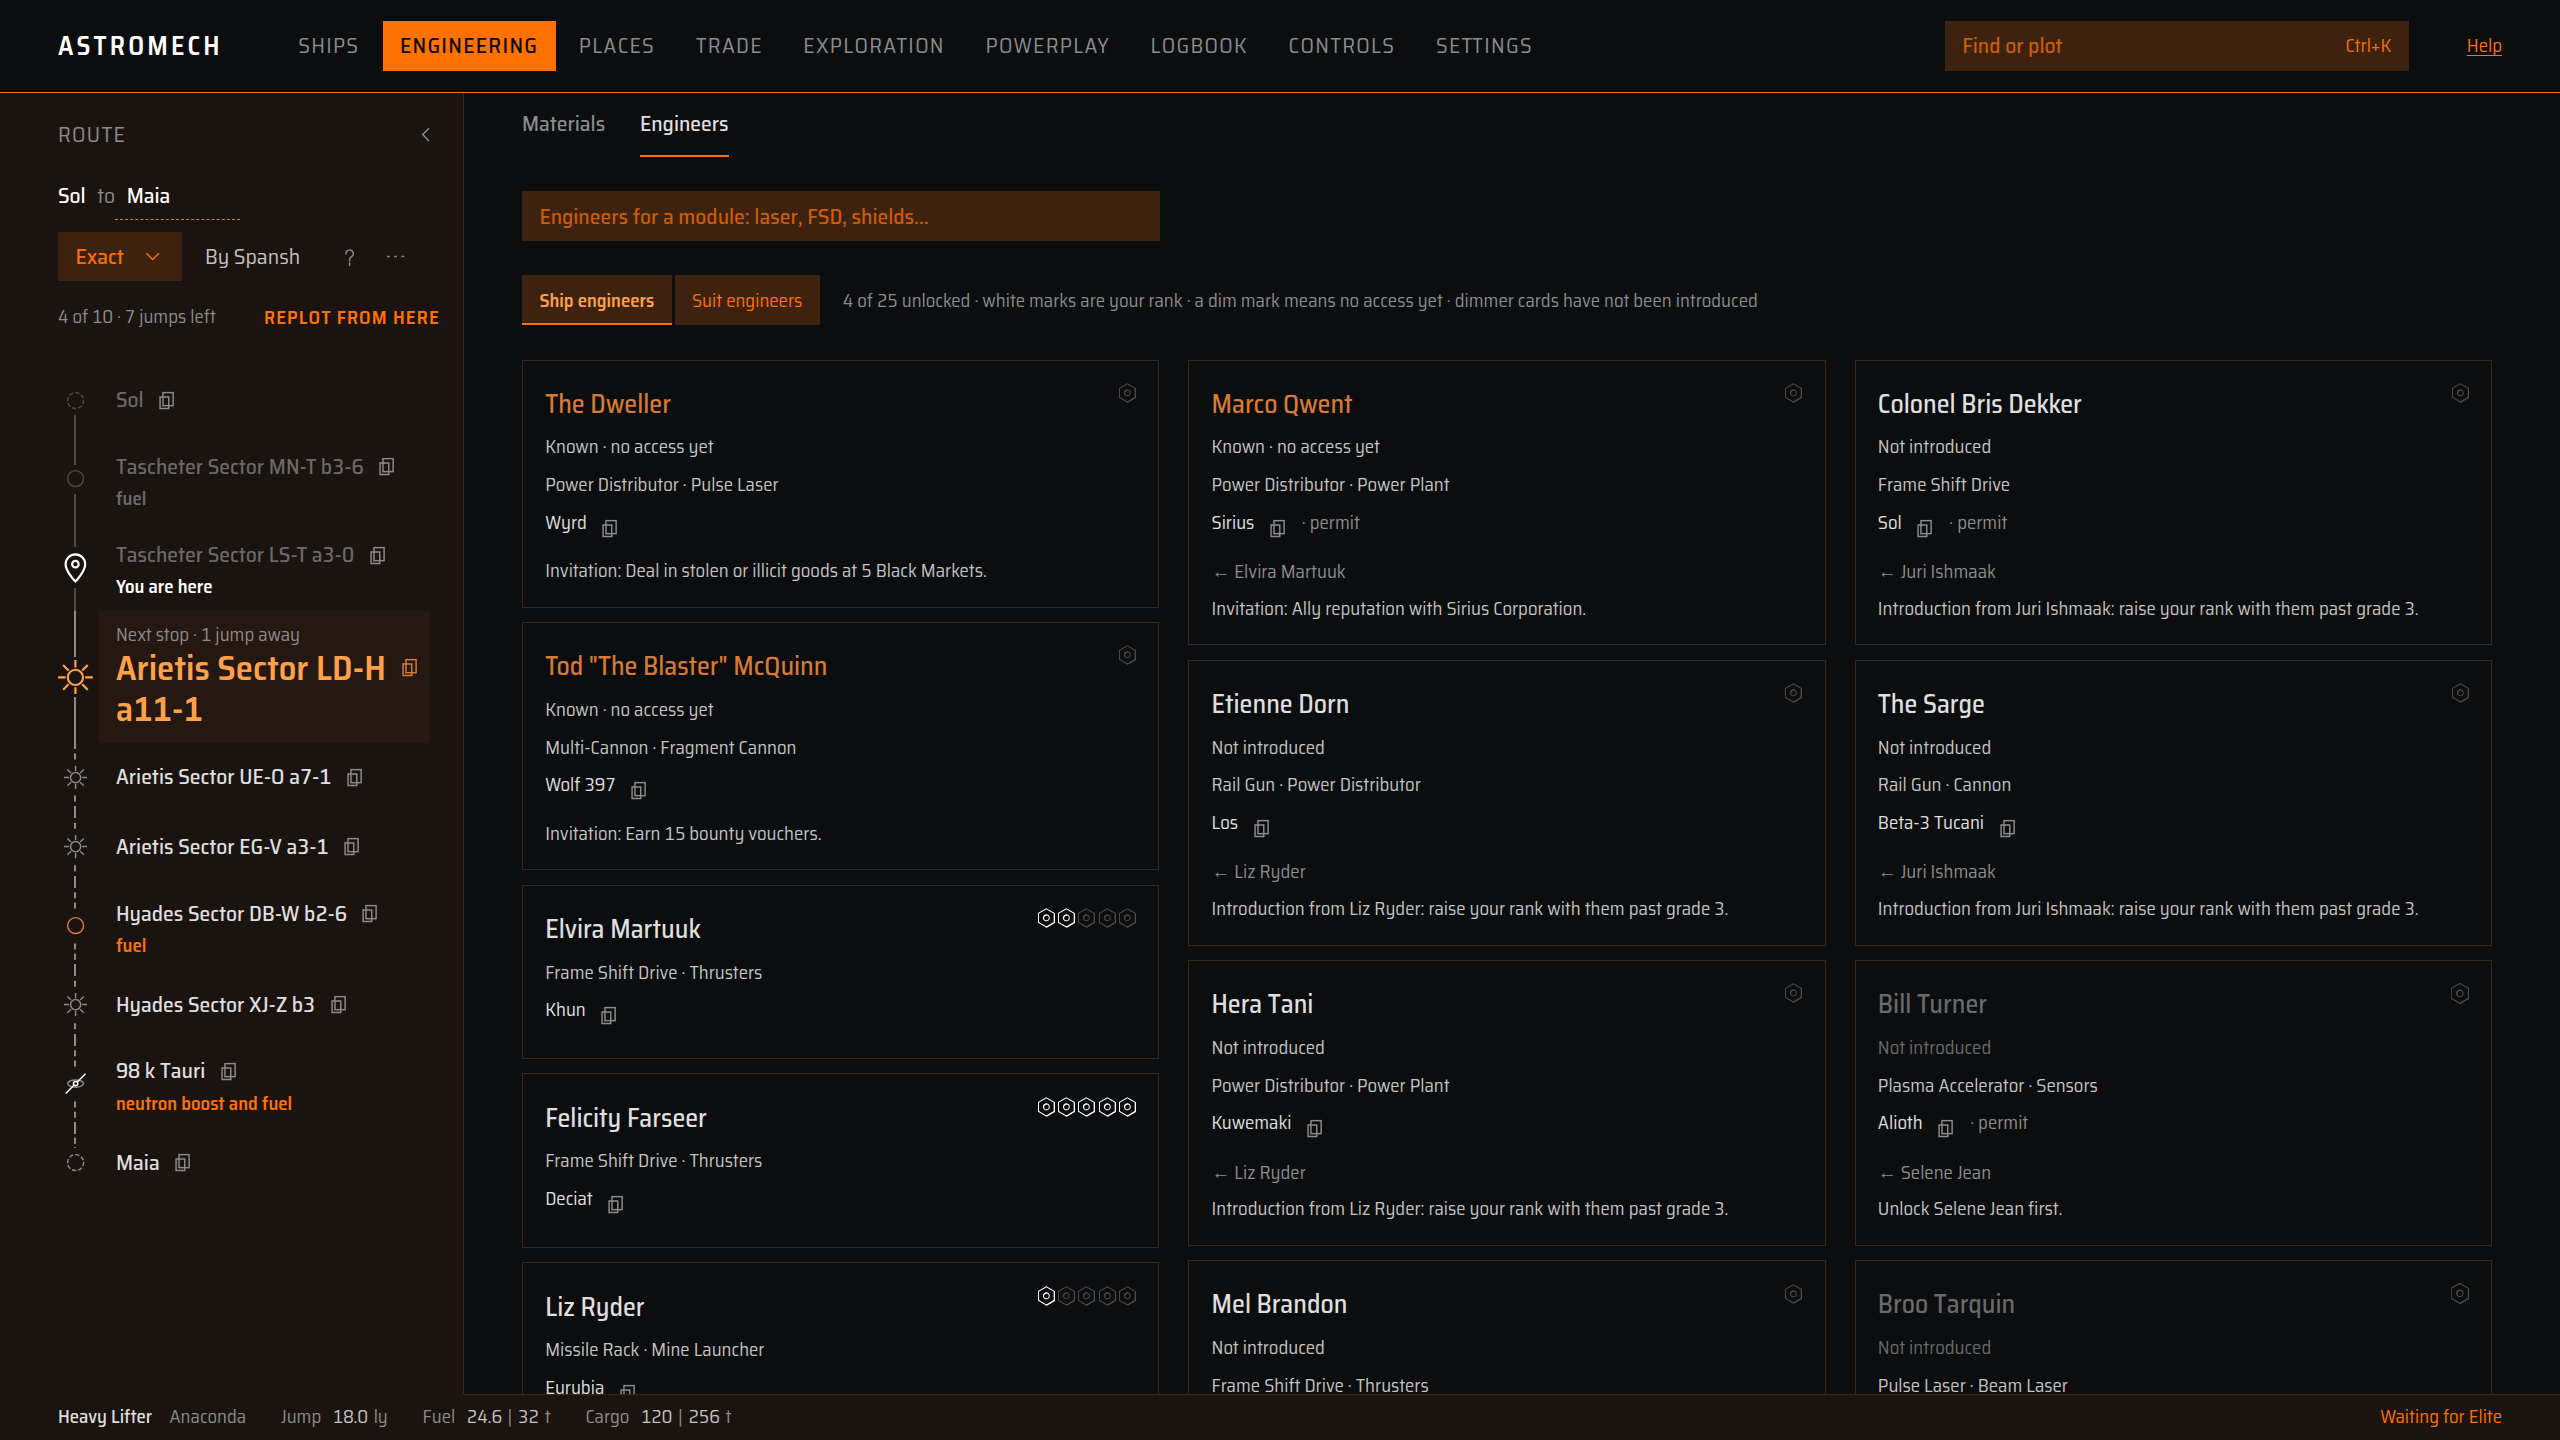 ASTROMECH
SHIPS
ENGINEERING
PLACES
TRADE
EXPLORATION
POWERPLAY
LOGBOOK
CONTROLS
SETTINGS
Find or plot
Ctrl+K
Help
ROUTE
Sol to Maia
Exact
By Spansh
?
...
4 of 10 · 7 jumps left
REPLOT FROM HERE
Sol
Tascheter Sector MN-T b3-6
fuel
Tascheter Sector LS-T a3-0
You are here
Next stop · 1 jump away
Arietis Sector LD-H
a11-1
Arietis Sector UE-O a7-1
Arietis Sector EG-V a3-1
Hyades Sector DB-W b2-6
fuel
Hyades Sector XJ-Z b3
98 k Tauri
neutron boost and fuel
Maia
Materials
Engineers
Engineers for a module: laser, FSD, shields...
Ship engineers
Suit engineers
4 of 25 unlocked · white marks are your rank · a dim mark means no access yet · dimmer cards have not been introduced
The Dweller
Known · no access yet
Power Distributor · Pulse Laser
Wyrd
Invitation: Deal in stolen or illicit goods at 5 Black Markets.
Tod "The Blaster" McQuinn
Known · no access yet
Multi-Cannon · Fragment Cannon
Wolf 397
Invitation: Earn 15 bounty vouchers.
Elvira Martuuk
Frame Shift Drive · Thrusters
Khun
Felicity Farseer
Frame Shift Drive · Thrusters
Deciat
Liz Ryder
Missile Rack · Mine Launcher
Eurybia
Marco Qwent
Known · no access yet
Power Distributor · Power Plant
Sirius · permit
← Elvira Martuuk
Invitation: Ally reputation with Sirius Corporation.
Etienne Dorn
Not introduced
Rail Gun · Power Distributor
Los
← Liz Ryder
Introduction from Liz Ryder: raise your rank with them past grade 3.
Hera Tani
Not introduced
Power Distributor · Power Plant
Kuwemaki
← Liz Ryder
Introduction from Liz Ryder: raise your rank with them past grade 3.
Mel Brandon
Not introduced
Frame Shift Drive · Thrusters
Colonel Bris Dekker
Not introduced
Frame Shift Drive
Sol · permit
← Juri Ishmaak
Introduction from Juri Ishmaak: raise your rank with them past grade 3.
The Sarge
Not introduced
Rail Gun · Cannon
Beta-3 Tucani
← Juri Ishmaak
Introduction from Juri Ishmaak: raise your rank with them past grade 3.
Bill Turner
Not introduced
Plasma Accelerator · Sensors
Alioth · permit
← Selene Jean
Unlock Selene Jean first.
Broo Tarquin
Not introduced
Pulse Laser · Beam Laser
Heavy Lifter Anaconda Jump 18.0 ly Fuel 24.6 | 32 t Cargo 120 | 256 t
Waiting for Elite